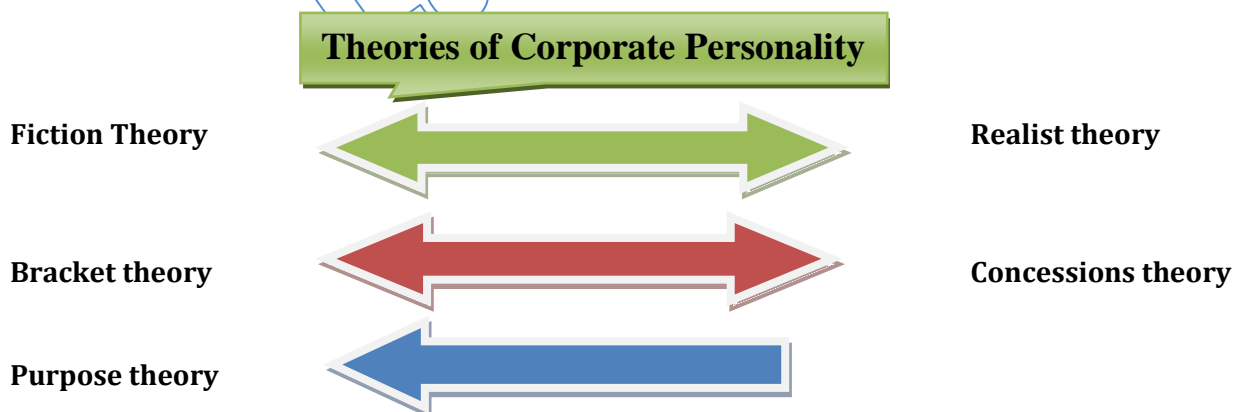 Theories of Corporate Personality
Fiction Theory
Realist theory
Bracket theory
Concessions theory
Purpose theory